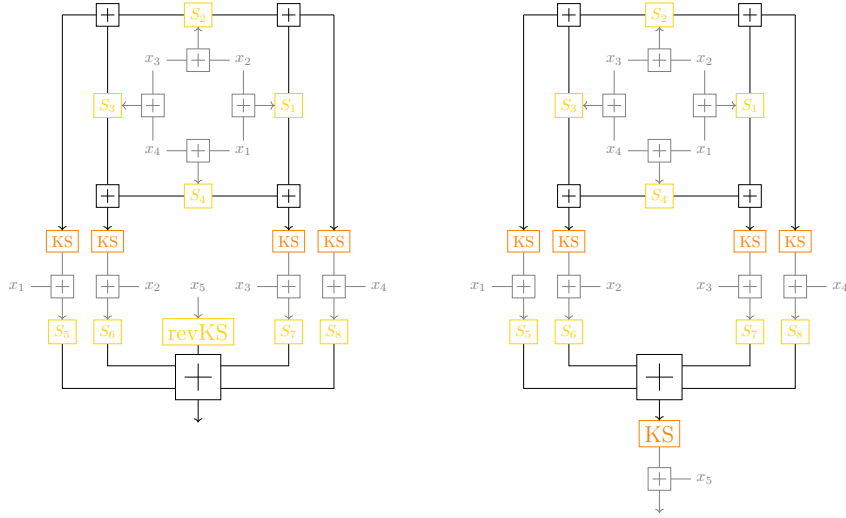 S₂ S₂
x₃ + x₂ x₃ + x₂
S₃ + + S₁ S₃ + + S₁
x₄ + x₁ x₄ + x₁
S₄ S₄
KS KS KS KS KS KS KS KS
x₁ x₂ x₅ x₃ x₄ x₁ x₂ x₃ x₄
S₅ S₆ revKS S₇ S₈ S₅ S₆ S₇ S₈
KS
x₅